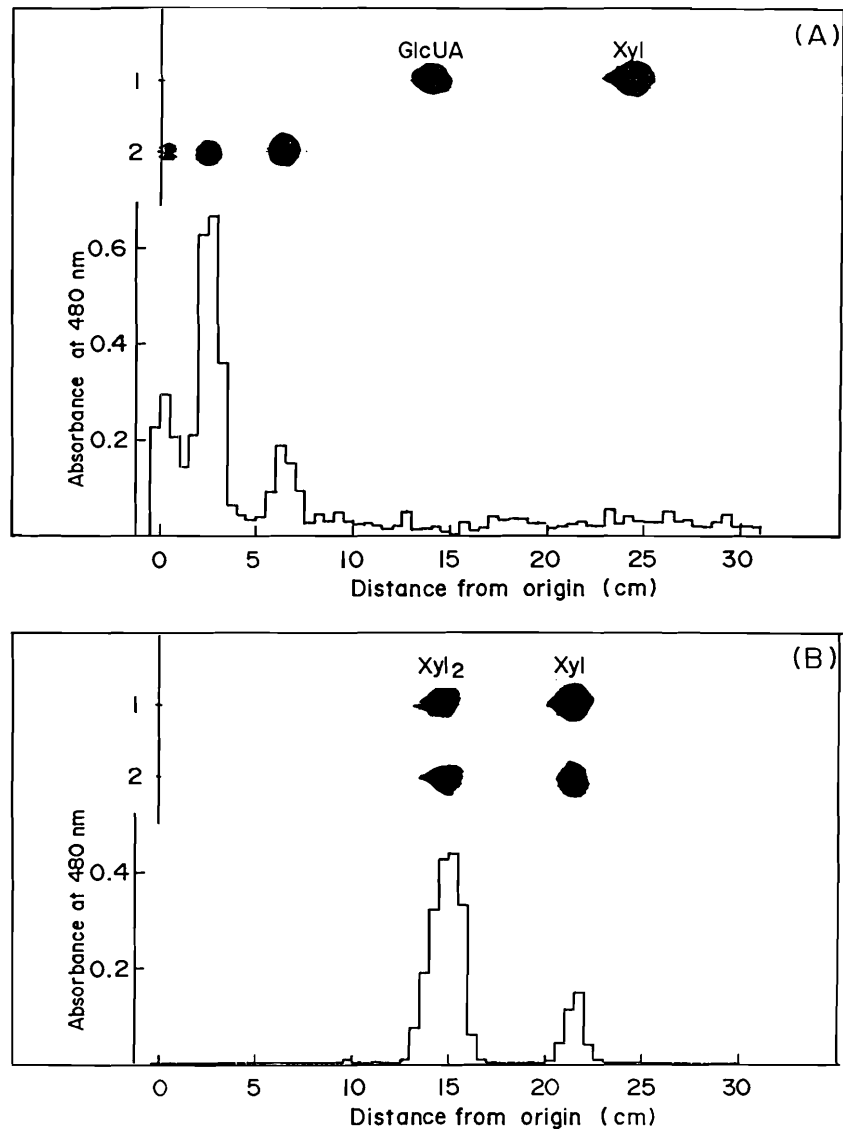 (A)
GlcUA Xyl
1
2
Absorbance at 480 nm
0.6
0.4
0.2
0 5 10 15 20 25 30
Distance from origin (cm)
(B)
Xyl₂ Xyl
1
2
Absorbance at 480 nm
0.4
0.2
0 5 10 15 20 25 30
Distance from origin (cm)